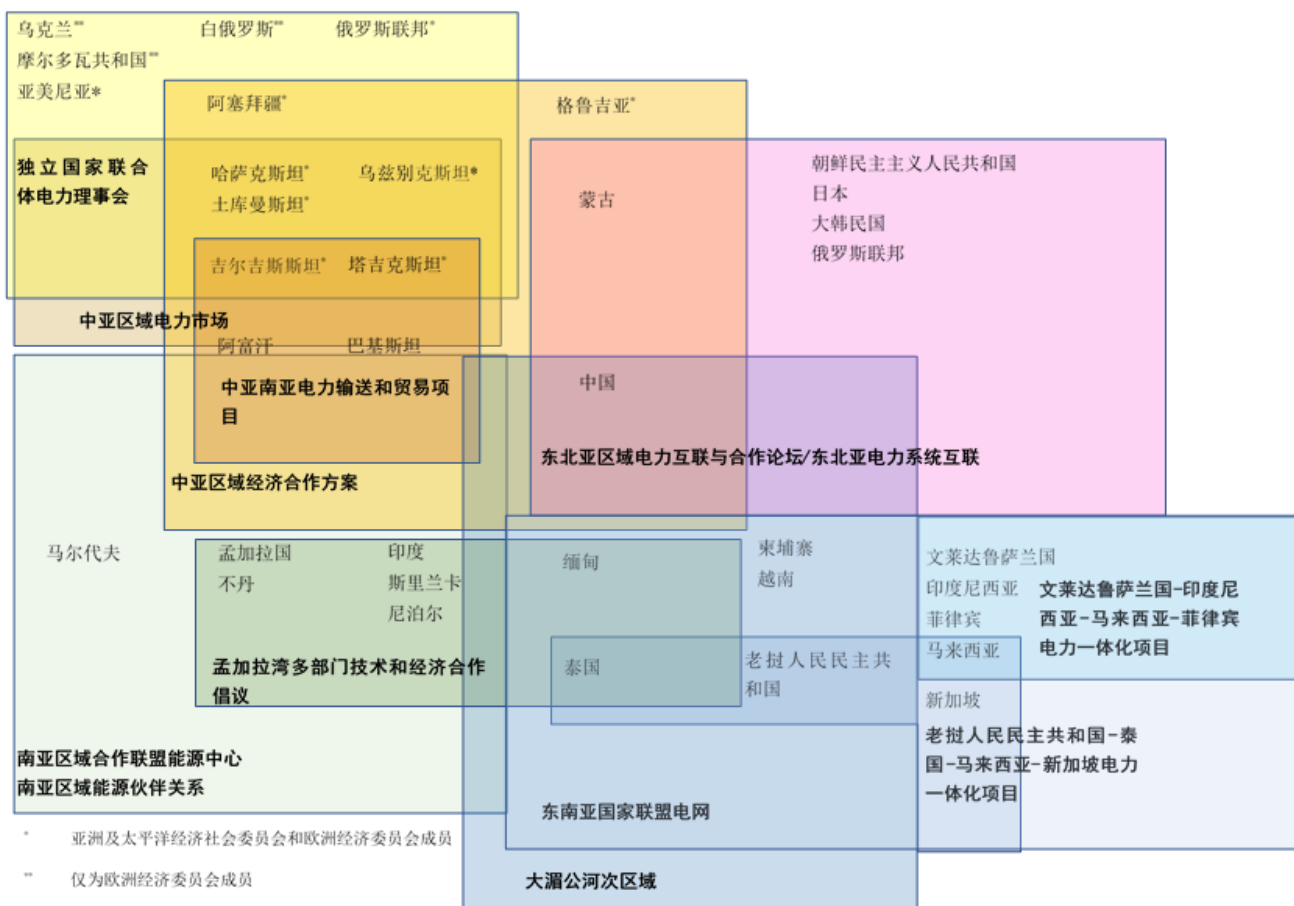 乌克兰** 白俄罗斯** 俄罗斯联邦*
摩尔多瓦共和国**
亚美尼亚*
阿塞拜疆* 格鲁吉亚*
独立国家联合
体电力理事会
哈萨克斯坦* 乌兹别克斯坦*
土库曼斯坦*
蒙古
朝鲜民主主义人民共和国
日本
大韩民国
俄罗斯联邦
吉尔吉斯斯坦* 塔吉克斯坦*
中亚区域电力市场
阿富汗 巴基斯坦
中亚南亚电力输送和贸易项
目
中国
东北亚区域电力互联与合作论坛/东北亚电力系统互联
中亚区域经济合作方案
马尔代夫
孟加拉国 印度
不丹 斯里兰卡
尼泊尔
缅甸
柬埔寨
越南
文莱达鲁萨兰国
印度尼西亚
菲律宾
马来西亚
文莱达鲁萨兰国-印度尼
西亚-马来西亚-菲律宾
电力一体化项目
孟加拉湾多部门技术和经济合作
倡议
泰国
老挝人民民主共
和国
新加坡
老挝人民民主共和国-泰
国-马来西亚-新加坡电力
一体化项目
南亚区域合作联盟能源中心
南亚区域能源伙伴关系
东南亚国家联盟电网
大湄公河次区域
* 亚洲及太平洋经济社会委员会和欧洲经济委员会成员
** 仅为欧洲经济委员会成员